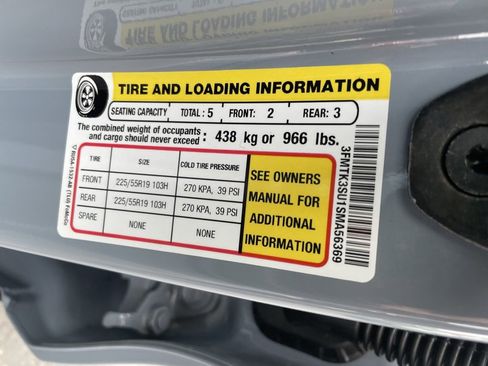 TIRE AND LOADING INFORMATION
SEATING CAPACITY TOTAL: 5 FRONT: 2 REAR: 3
The combined weight of occupants
and cargo should never exceed: 438 kg or 966 lbs.
TIRE SIZE COLD TIRE PRESSURE
FRONT 225/55R19 103H 270 KPA, 39 PSI
REAR 225/55R19 103H 270 KPA, 39 PSI
SPARE NONE NONE
SEE OWNERS
MANUAL FOR
ADDITIONAL
INFORMATION
3FMTK3SU1SMA56369